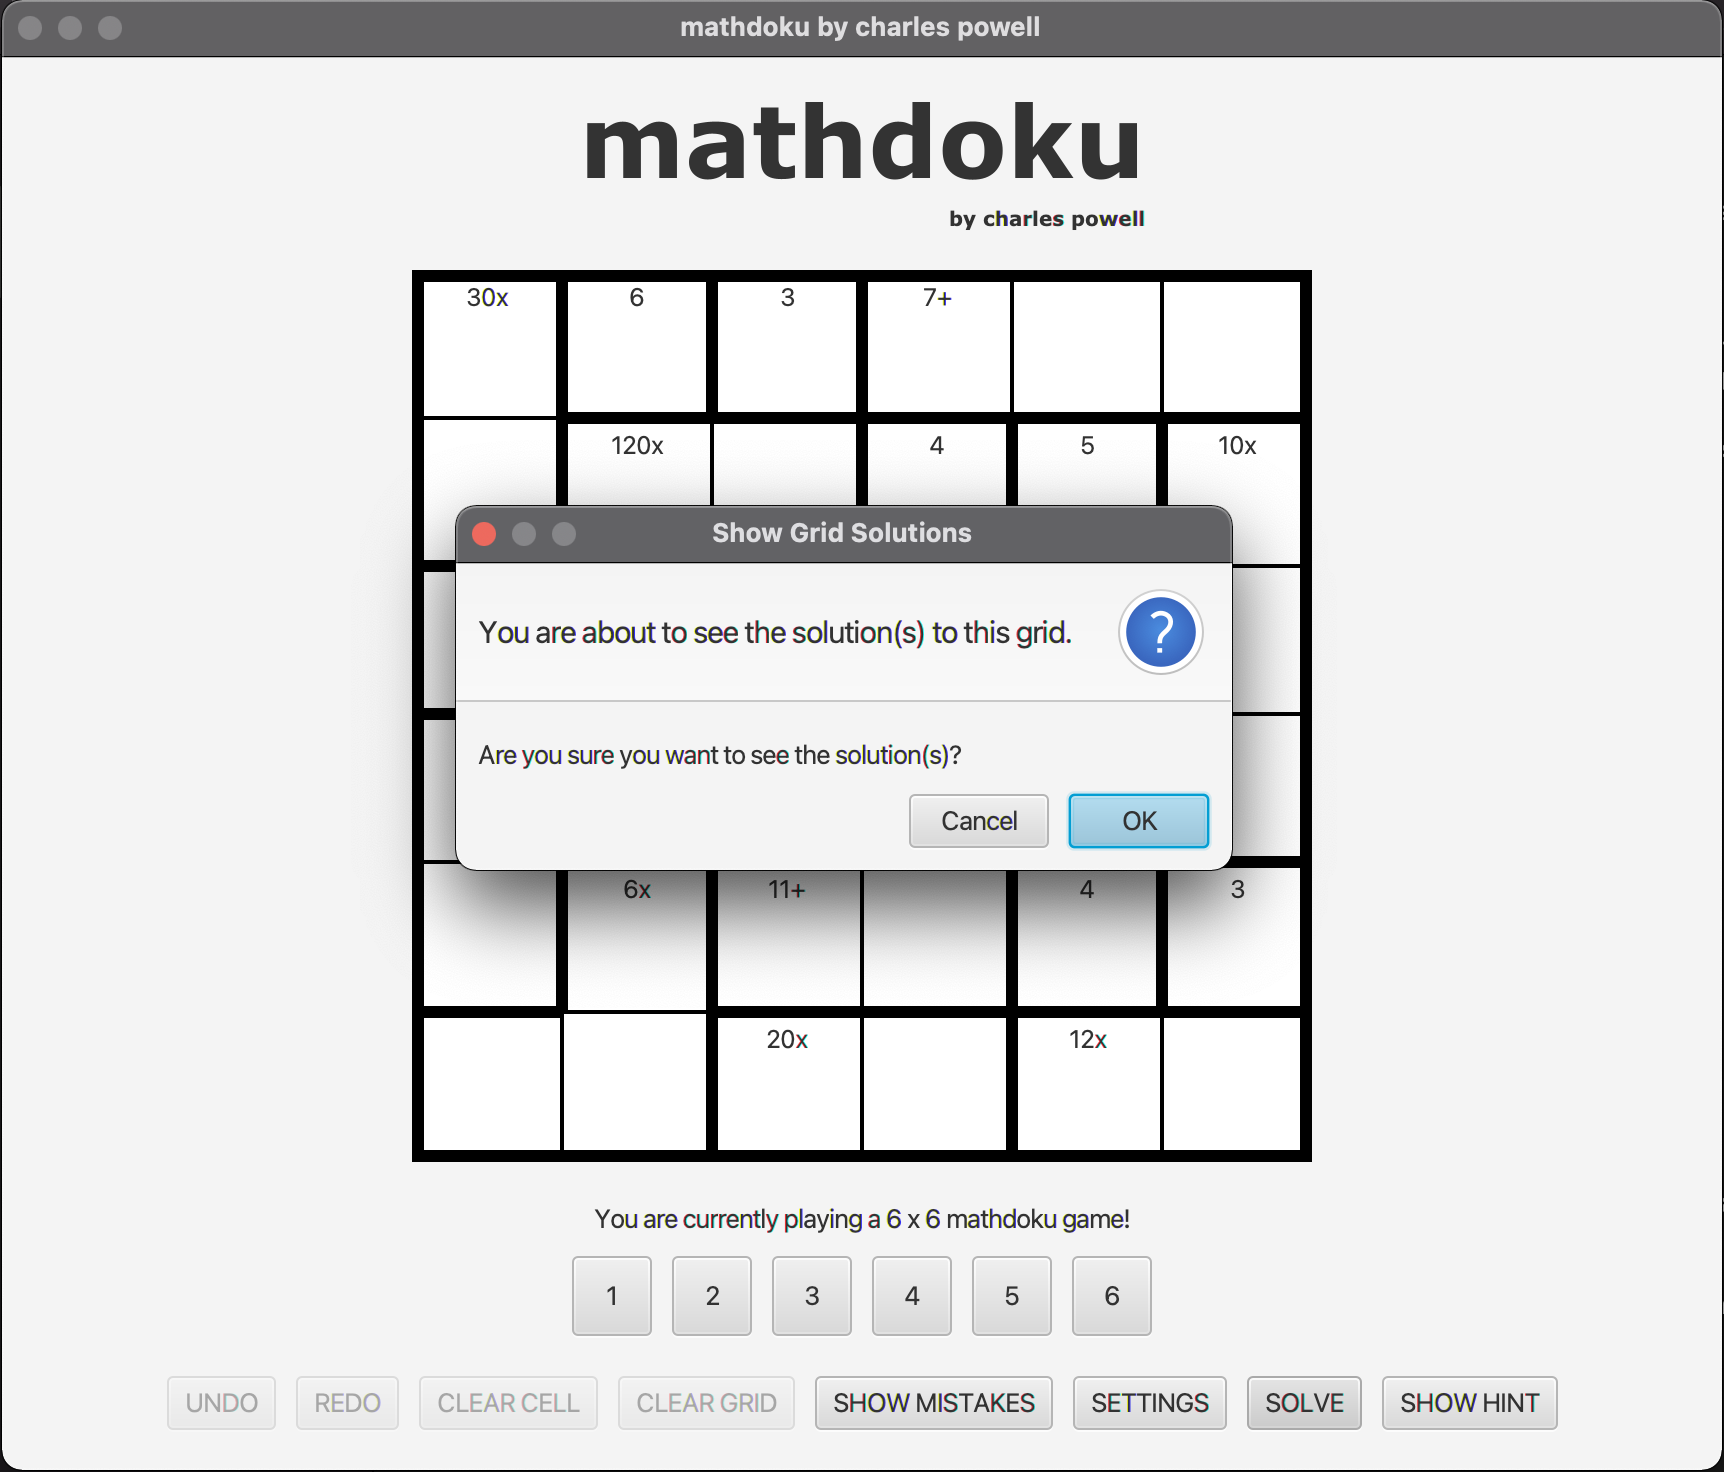 mathdoku by charles powell
mathdoku
by charles powell
30x 6 3 7+
120x 4 5 10x
Show Grid Solutions
You are about to see the solution(s) to this grid.
?
Are you sure you want to see the solution(s)?
Cancel OK
6x 11+ 4 3
20x 12x
You are currently playing a 6 x 6 mathdoku game!
1 2 3 4 5 6
UNDO REDO CLEAR CELL CLEAR GRID SHOW MISTAKES SETTINGS SOLVE SHOW HINT